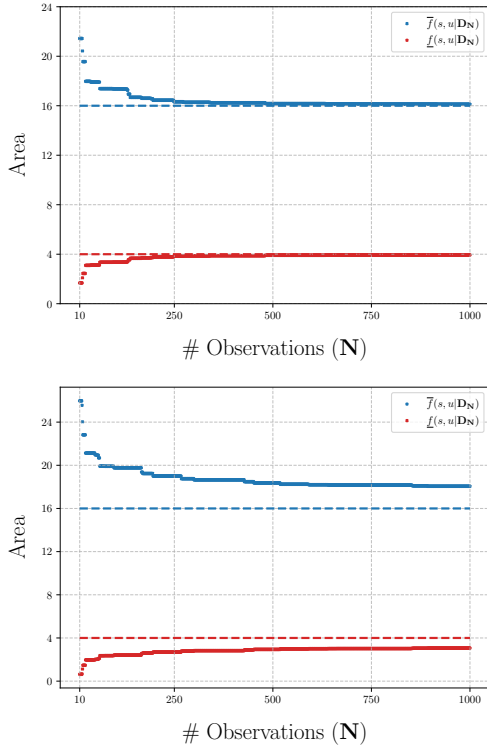 24
20
16
12
8
4
0
Area
f̅(s, u|D_N)
f̲(s, u|D_N)
10 250 500 750 1000
# Observations (N)
24
20
16
12
8
4
0
Area
f̅(s, u|D_N)
f̲(s, u|D_N)
10 250 500 750 1000
# Observations (N)